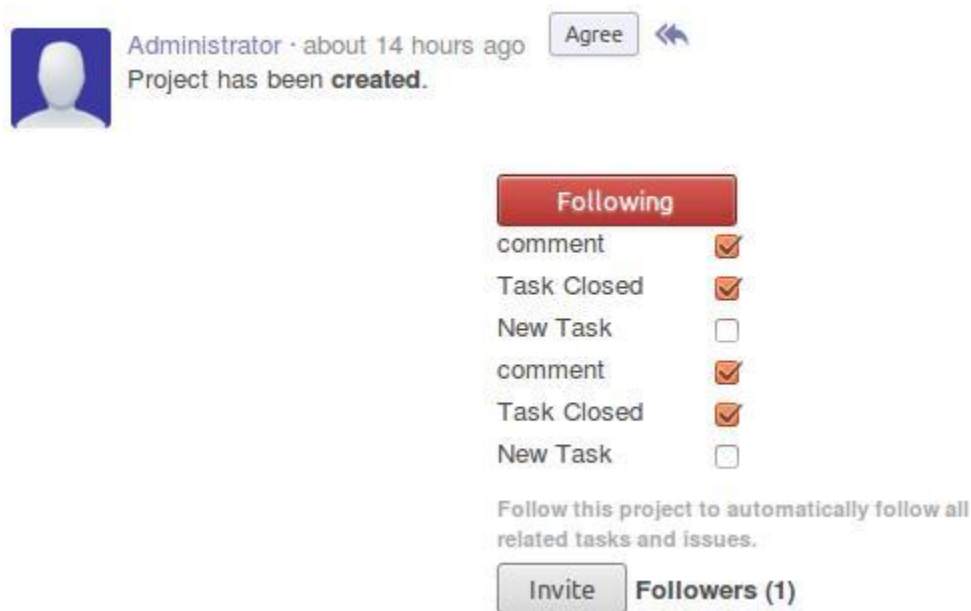 Administrator · about 14 hours ago Agree
Project has been created.
Following
comment
Task Closed
New Task
comment
Task Closed
New Task
Follow this project to automatically follow all
related tasks and issues.
Invite Followers (1)